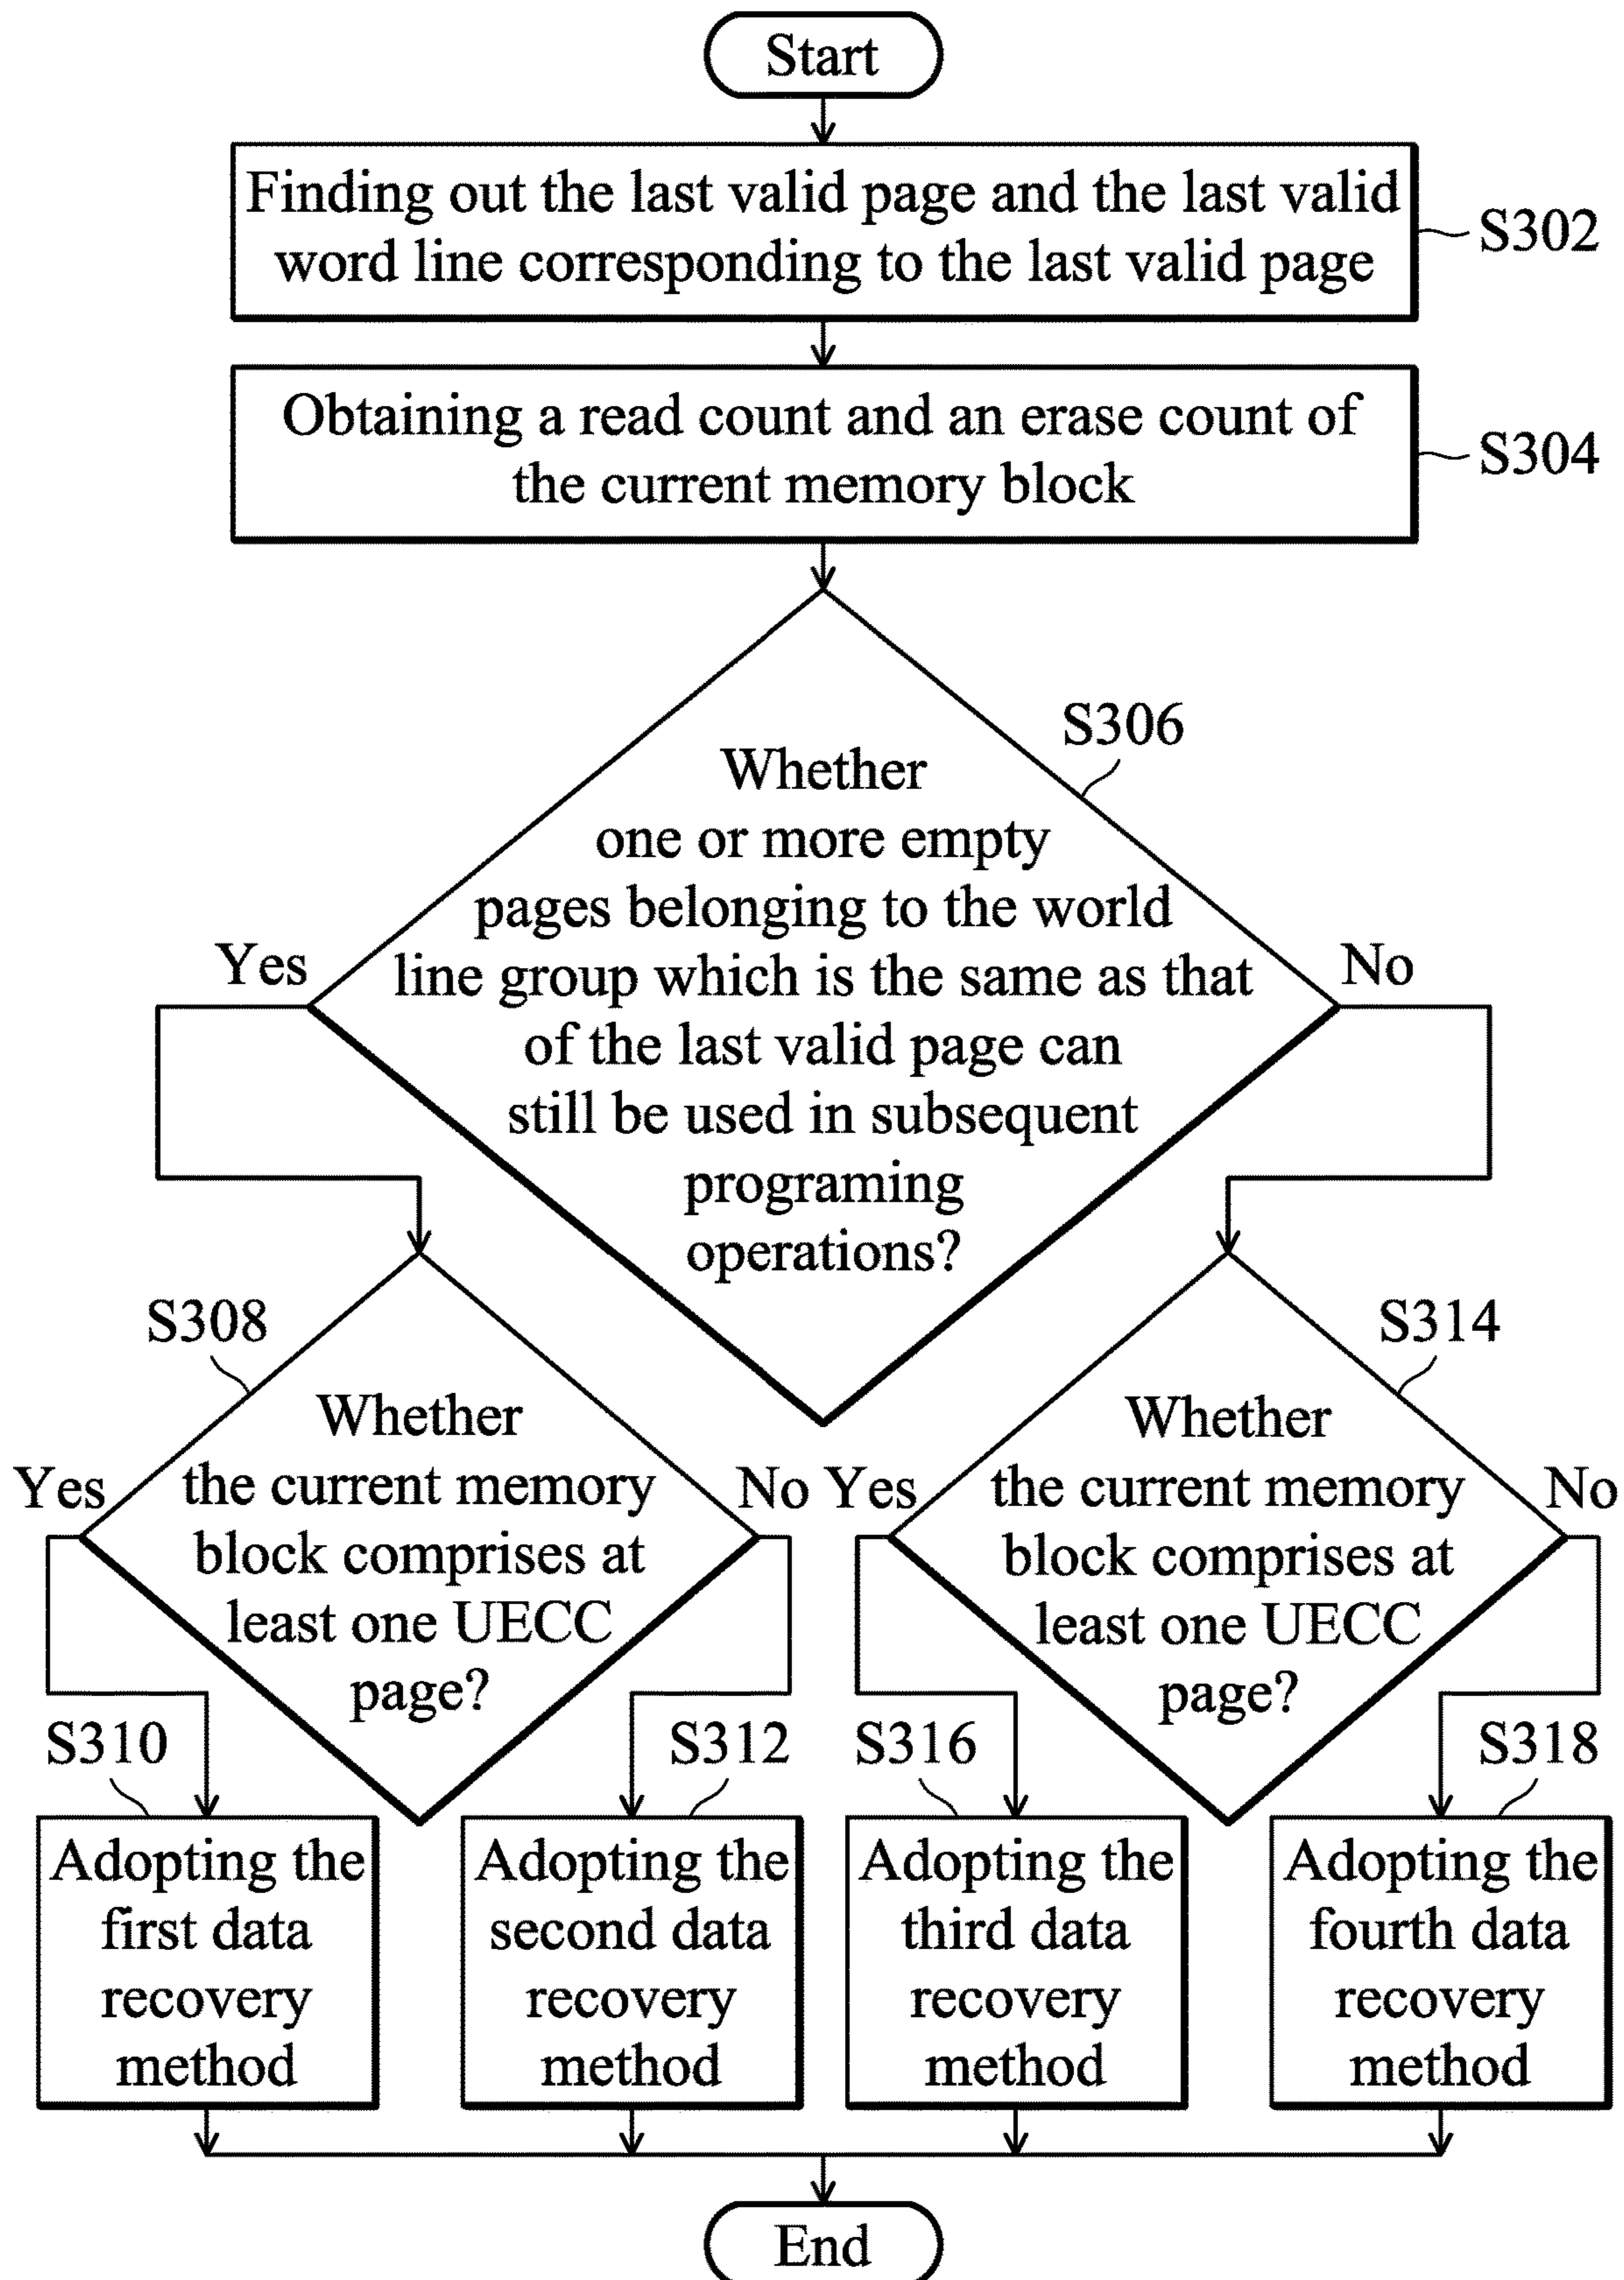 Start
Finding out the last valid page and the last valid
word line corresponding to the last valid page
S302
Obtaining a read count and an erase count of
the current memory block
S304
S306
Whether
one or more empty
pages belonging to the world
line group which is the same as that
of the last valid page can
still be used in subsequent
programing
operations?
Yes
No
S308
Whether
the current memory
block comprises at
least one UECC
page?
Yes
No
S314
Whether
the current memory
block comprises at
least one UECC
page?
Yes
No
S310
Adopting the
first data
recovery
method
S312
Adopting the
second data
recovery
method
S316
Adopting the
third data
recovery
method
S318
Adopting the
fourth data
recovery
method
End